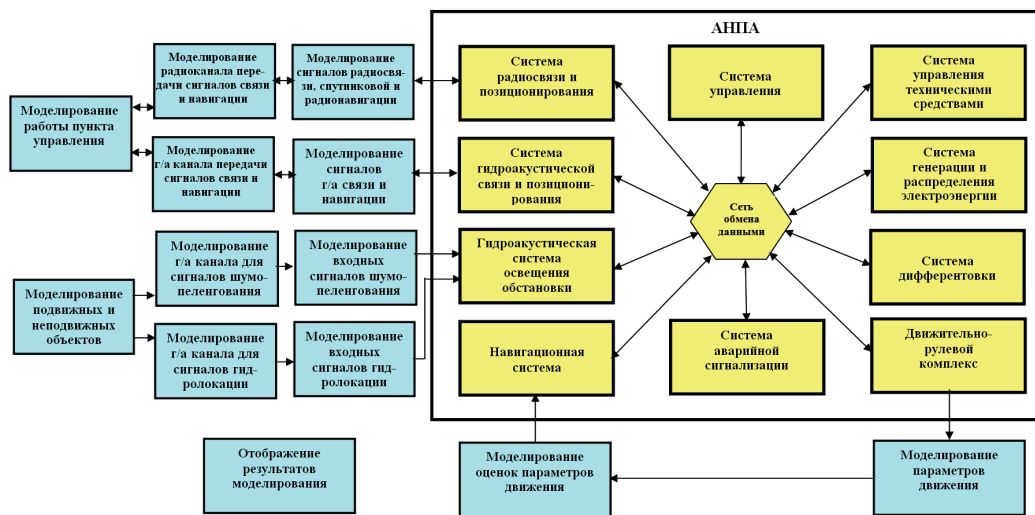 АНПА
Моделирование
радиоканала пере-
дачи сигналов связи
и навигации
Моделирование
сигналов радиосвя-
зи, спутниковой и
радионавигации
Система
радиосвязи и
позиционирования
Система
управления
Система
управления
техническими
средствами
Моделирование
работы пункта
управления
Моделирование
г/а канала передачи
сигналов связи и
навигации
Моделирование
сигналов
г/а связи и
навигации
Система
гидроакустической
связи и позициони-
рования
Сеть
обмена
данными
Система
генерации и
распределения
электроэнергии
Моделирование
г/а канала для
сигналов шумо-
пеленгования
Моделирование
входных
сигналов шумо-
пеленгования
Гидроакустическая
система
освещения
обстановки
Система
дифферентовки
Моделирование
подвижных и
неподвижных
объектов
Моделирование
г/а канала для
сигналов гид-
ролокации
Моделирование
входных
сигналов гид-
ролокации
Навигационная
система
Система
аварийной
сигнализации
Движительно-
рулевой
комплекс
Отображение
результатов
моделирования
Моделирование
оценок параметров
движения
Моделирование
параметров
движения